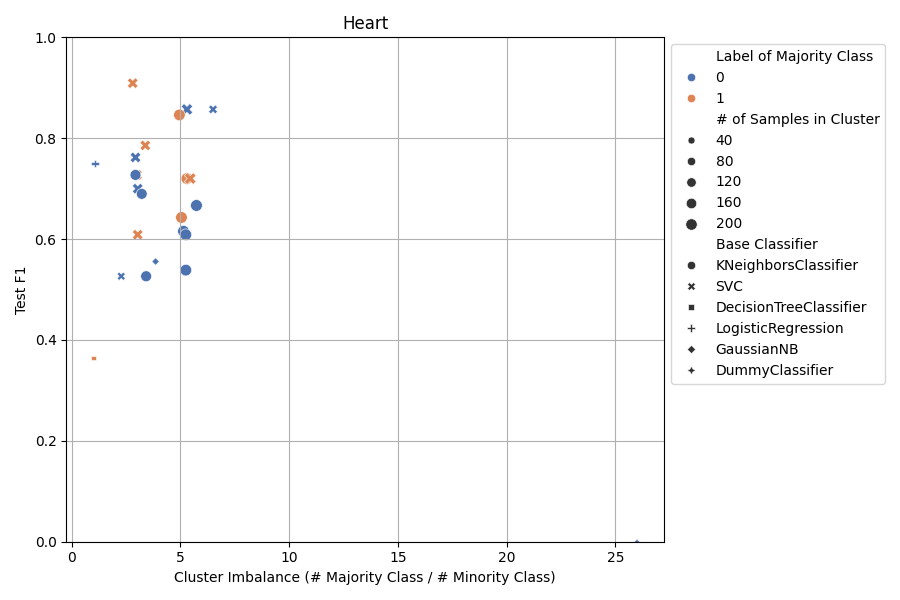 Heart
1.0
0.8
0.6
0.4
0.2
0.0
Test F1
0
5
10
15
20
25
Cluster Imbalance (# Majority Class / # Minority Class)
Label of Majority Class
0
1
# of Samples in Cluster
40
80
120
160
200
Base Classifier
KNeighborsClassifier
SVC
DecisionTreeClassifier
LogisticRegression
GaussianNB
DummyClassifier